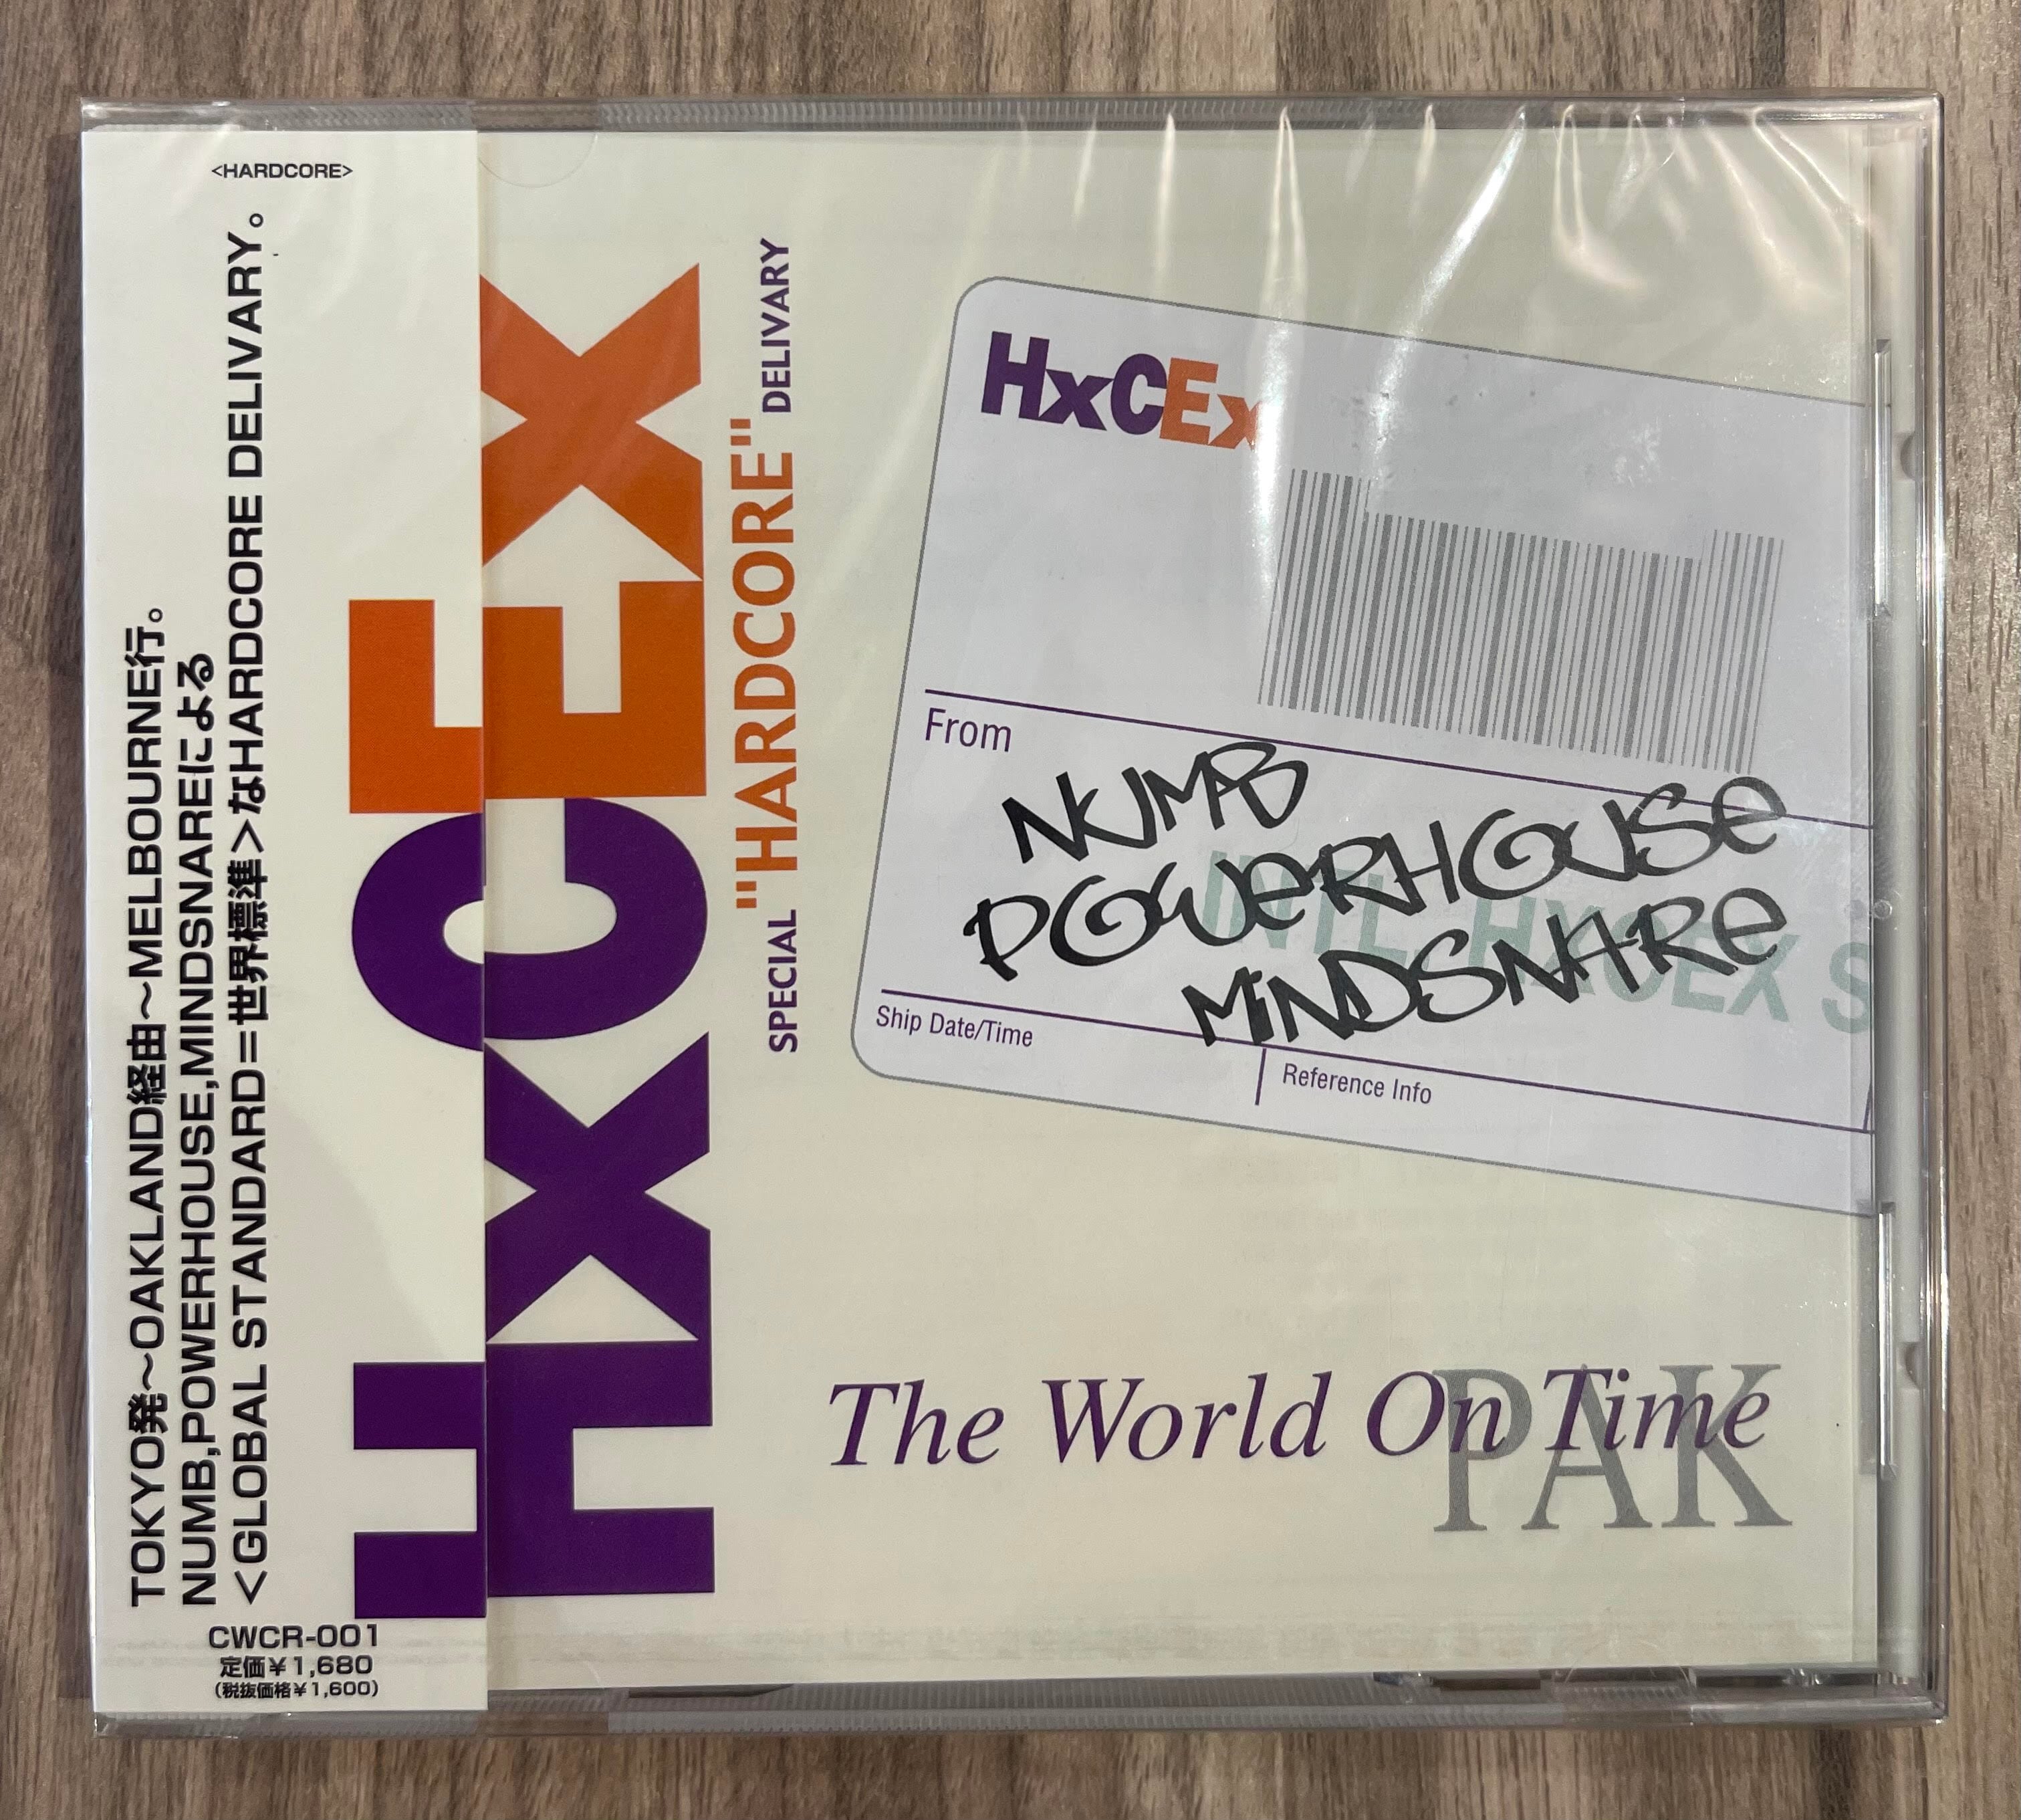 <HARDCORE>
TOKYO発～OAKLAND経由～MELBOURNE行。
NUMB,POWERHOUSE,MINDSNAREによる
<GLOBAL STANDARD=世界標準>なHARDCORE DELIVARY。
CWCR-001
定価￥1,680
(税抜価格￥1,600)
HxCEx
HXCEX
SPECIAL "HARDCORE" DELIVARY
HxCEx
From
NUMB
POWERHOUSE
MINDSNARE
INTL. HXCEX S
Ship Date/Time
Reference Info
The World On Time
PAK